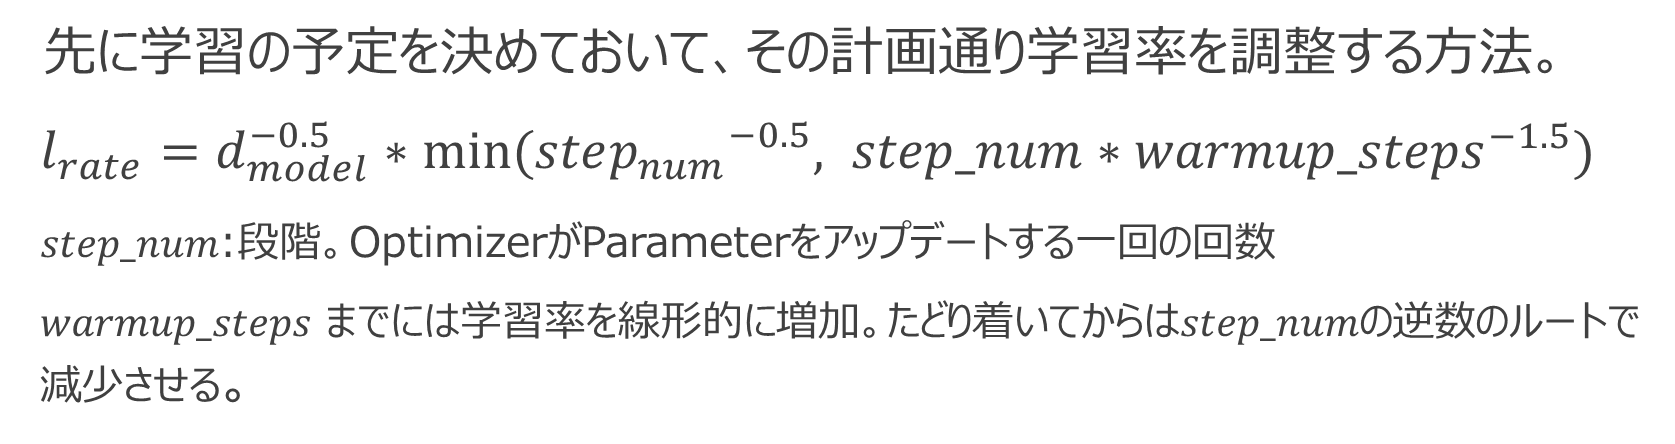 先に学習の予定を決めておいて、その計画通り学習率を調整する方法。
l_{rate} = d_{model}^{-0.5} * min(step_{num}^{-0.5}, step_num * warmup_steps^{-1.5})
step_num:段階。OptimizerがParameterをアップデートする一回の回数
warmup_steps までには学習率を線形的に増加。たどり着いてからはstep_numの逆数のルートで
減少させる。